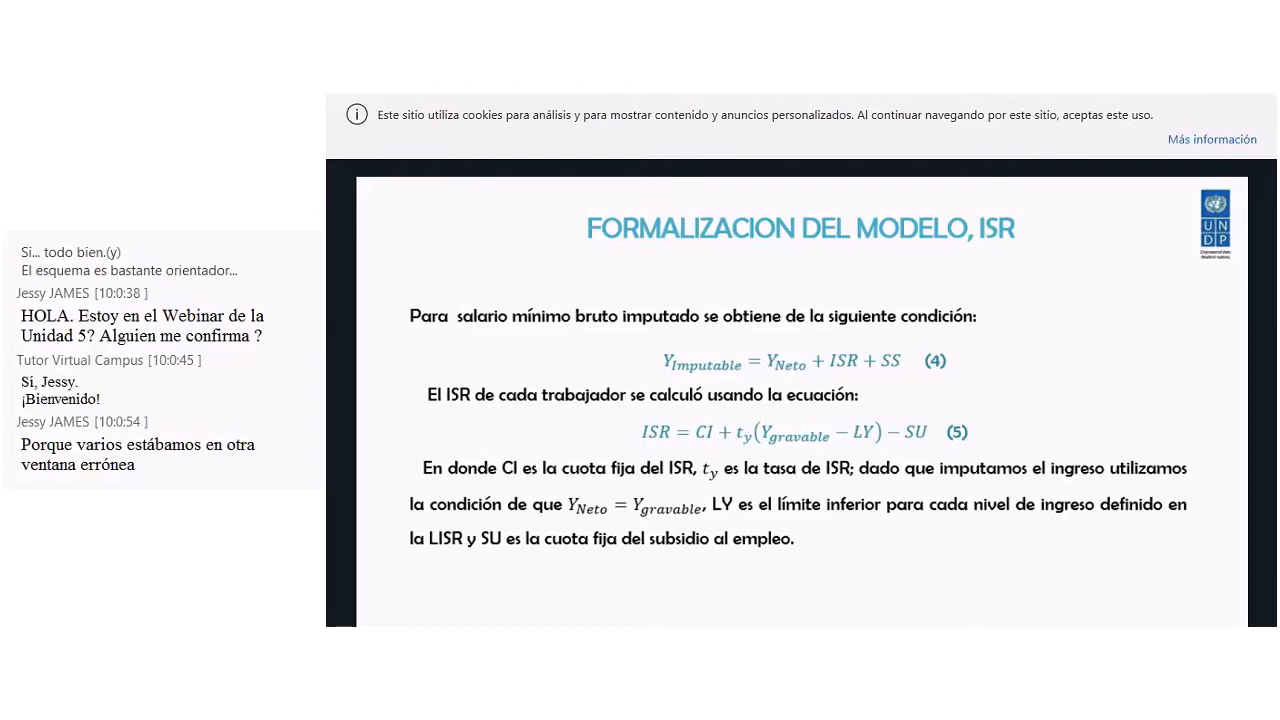 Este sitio utiliza cookies para análisis y para mostrar contenido y anuncios personalizados. Al continuar navegando por este sitio, aceptas este uso.
Más información
Si... todo bien.(y)
El esquema es bastante orientador...
Jessy JAMES [10:0:38 ]
HOLA. Estoy en el Webinar de la
Unidad 5? Alguien me confirma ?
Tutor Virtual Campus [10:0:45 ]
Sí, Jessy.
¡Bienvenido!
Jessy JAMES [10:0:54 ]
Porque varios estábamos en otra
ventana errónea
FORMALIZACION DEL MODELO, ISR
U N
D P
Para salario mínimo bruto imputado se obtiene de la siguiente condición:
Y_Imputable = Y_Neto + ISR + SS (4)
El ISR de cada trabajador se calculó usando la ecuación:
ISR = CI + t_y(Y_gravable − LY) − SU (5)
En donde CI es la cuota fija del ISR, t_y es la tasa de ISR; dado que imputamos el ingreso utilizamos
la condición de que Y_Neto = Y_gravable, LY es el límite inferior para cada nivel de ingreso definido en
la LISR y SU es la cuota fija del subsidio al empleo.